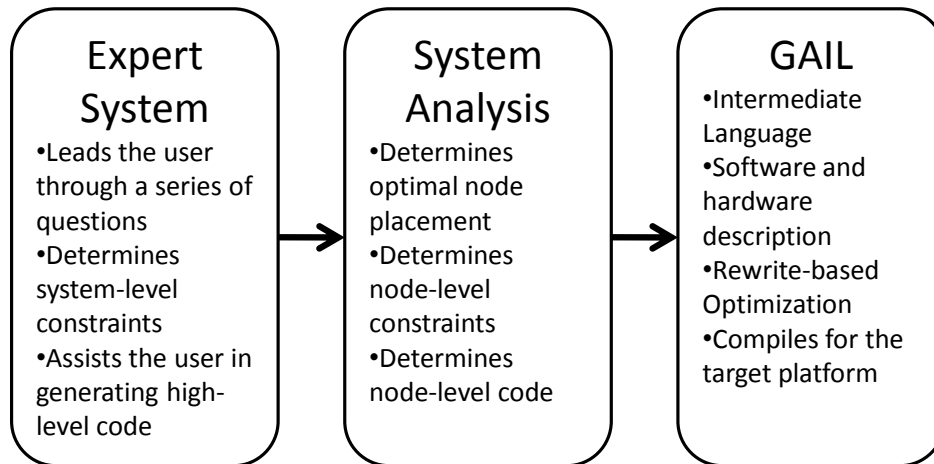 Expert
System
•Leads the user
through a series of
questions
•Determines
system-level
constraints
•Assists the user in
generating high-
level code
System
Analysis
•Determines
optimal node
placement
•Determines
node-level
constraints
•Determines
node-level code
GAIL
•Intermediate
Language
•Software and
hardware
description
•Rewrite-based
Optimization
•Compiles for the
target platform